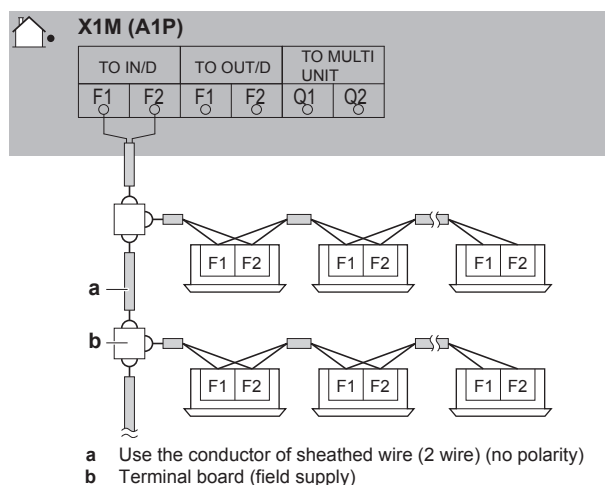 X1M (A1P)
TO IN/D TO OUT/D TO MULTI UNIT
F1 F2 F1 F2 Q1 Q2
F1 F2 F1 F2 F1 F2
a
b
F1 F2 F1 F2 F1 F2
a Use the conductor of sheathed wire (2 wire) (no polarity)
b Terminal board (field supply)